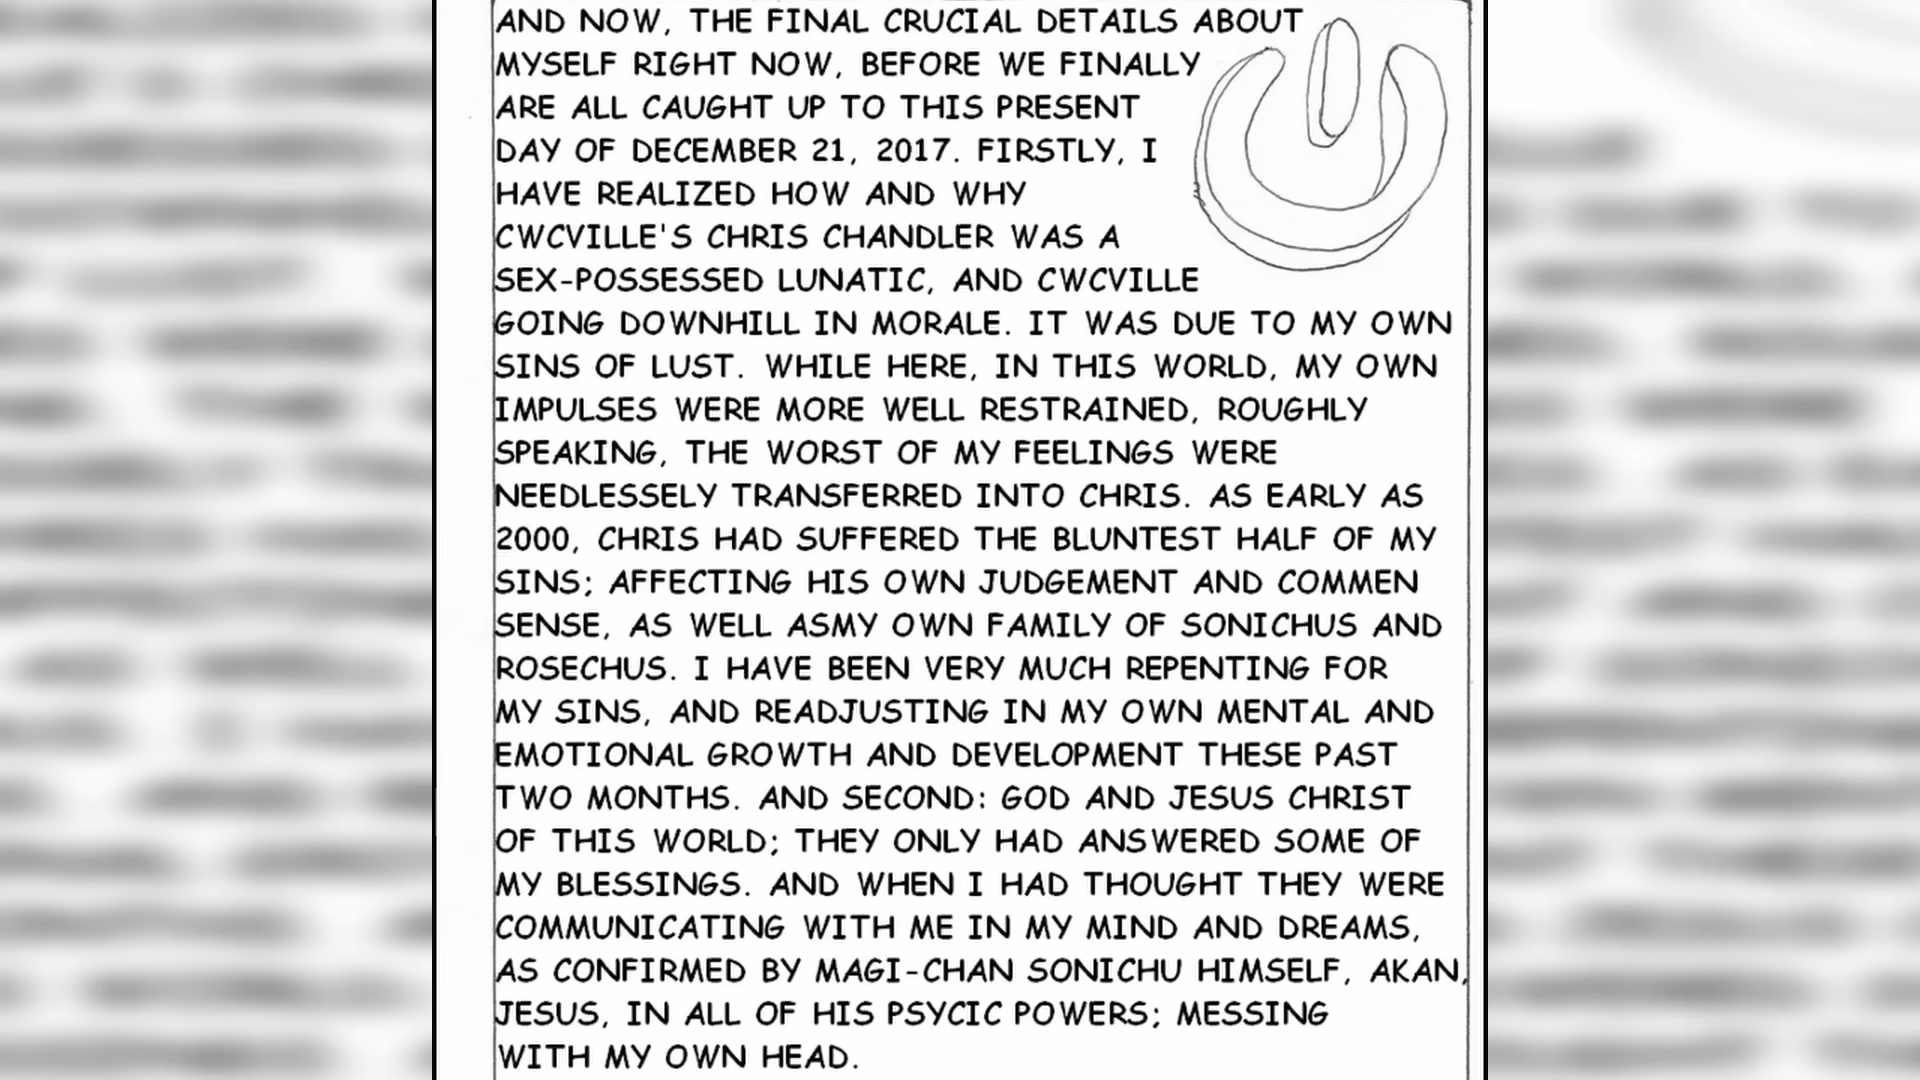 AND NOW, THE FINAL CRUCIAL DETAILS ABOUT
MYSELF RIGHT NOW, BEFORE WE FINALLY
ARE ALL CAUGHT UP TO THIS PRESENT
DAY OF DECEMBER 21, 2017. FIRSTLY, I
HAVE REALIZED HOW AND WHY
CWCVILLE'S CHRIS CHANDLER WAS A
SEX-POSSESSED LUNATIC, AND CWCVILLE
GOING DOWNHILL IN MORALE. IT WAS DUE TO MY OWN
SINS OF LUST. WHILE HERE, IN THIS WORLD, MY OWN
IMPULSES WERE MORE WELL RESTRAINED, ROUGHLY
SPEAKING, THE WORST OF MY FEELINGS WERE
NEEDLESSELY TRANSFERRED INTO CHRIS. AS EARLY AS
2000, CHRIS HAD SUFFERED THE BLUNTEST HALF OF MY
SINS; AFFECTING HIS OWN JUDGEMENT AND COMMEN
SENSE, AS WELL ASMY OWN FAMILY OF SONICHUS AND
ROSECHUS. I HAVE BEEN VERY MUCH REPENTING FOR
MY SINS, AND READJUSTING IN MY OWN MENTAL AND
EMOTIONAL GROWTH AND DEVELOPMENT THESE PAST
TWO MONTHS. AND SECOND: GOD AND JESUS CHRIST
OF THIS WORLD; THEY ONLY HAD ANSWERED SOME OF
MY BLESSINGS. AND WHEN I HAD THOUGHT THEY WERE
COMMUNICATING WITH ME IN MY MIND AND DREAMS,
AS CONFIRMED BY MAGI-CHAN SONICHU HIMSELF, AKAN,
JESUS, IN ALL OF HIS PSYCIC POWERS; MESSING
WITH MY OWN HEAD.